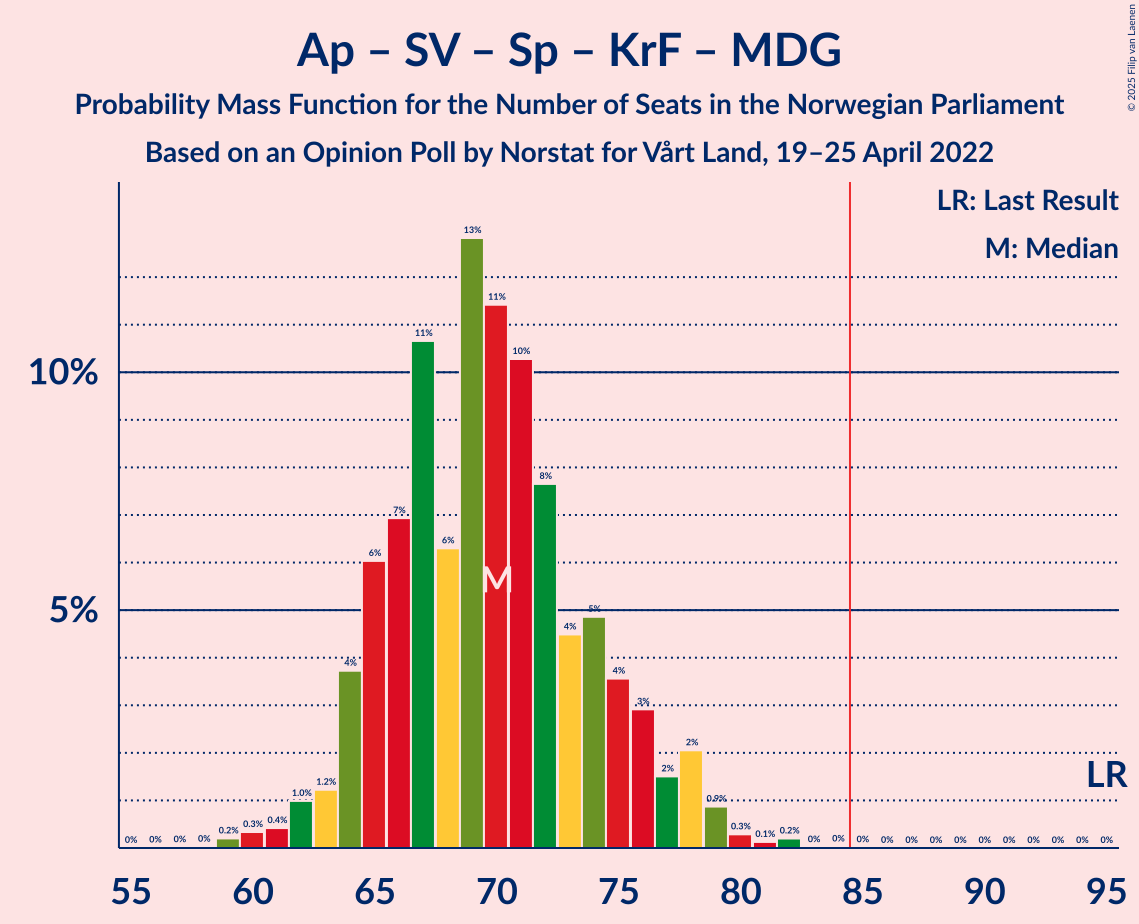 Ap – SV – Sp – KrF – MDG
Probability Mass Function for the Number of Seats in the Norwegian Parliament
Based on an Opinion Poll by Norstat for Vårt Land, 19–25 April 2022
© 2025 Filip van Laenen
LR: Last Result
M: Median
10%
5%
0% 0% 0% 0% 0.2% 0.3% 0.4% 1.0% 1.2% 4% 6% 7% 11% 6% 13% 11% 10% 8% 4% 5% 4% 3% 2% 2% 0.9% 0.3% 0.1% 0.2% 0% 0% 0% 0% 0% 0% 0% 0% 0% 0% 0% 0% 0%
M
LR
55 60 65 70 75 80 85 90 95